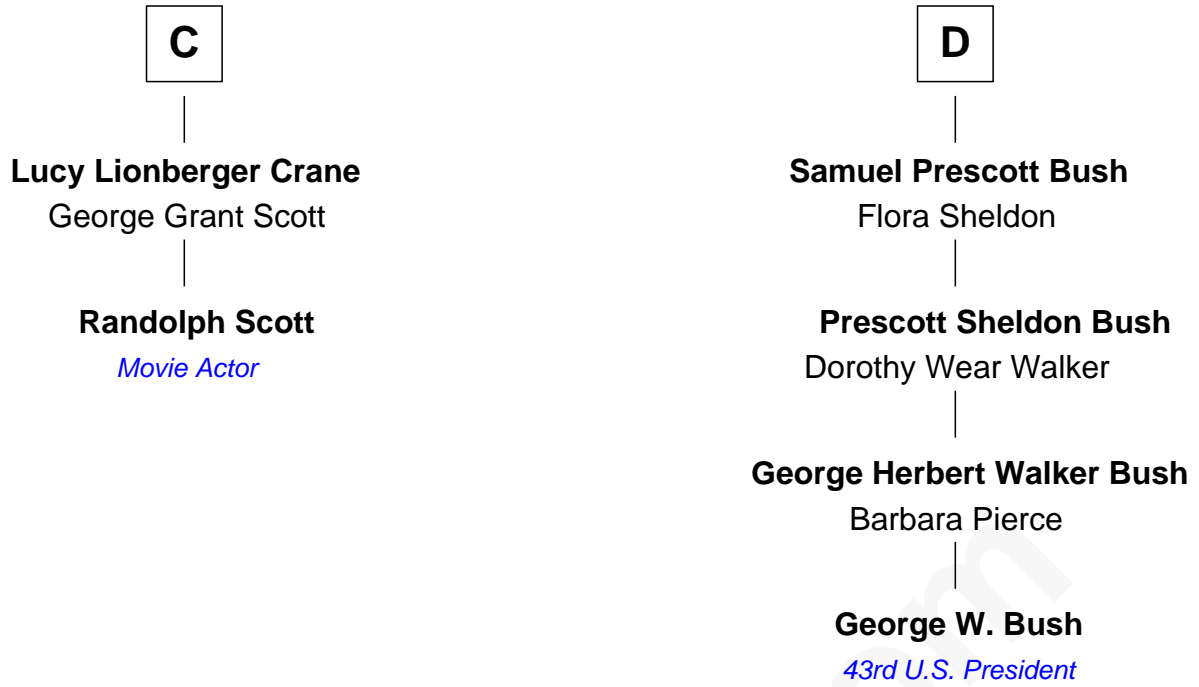 C
Lucy Lionberger Crane
George Grant Scott
Randolph Scott
Movie Actor
D
Samuel Prescott Bush
Flora Sheldon
Prescott Sheldon Bush
Dorothy Wear Walker
George Herbert Walker Bush
Barbara Pierce
George W. Bush
43rd U.S. President